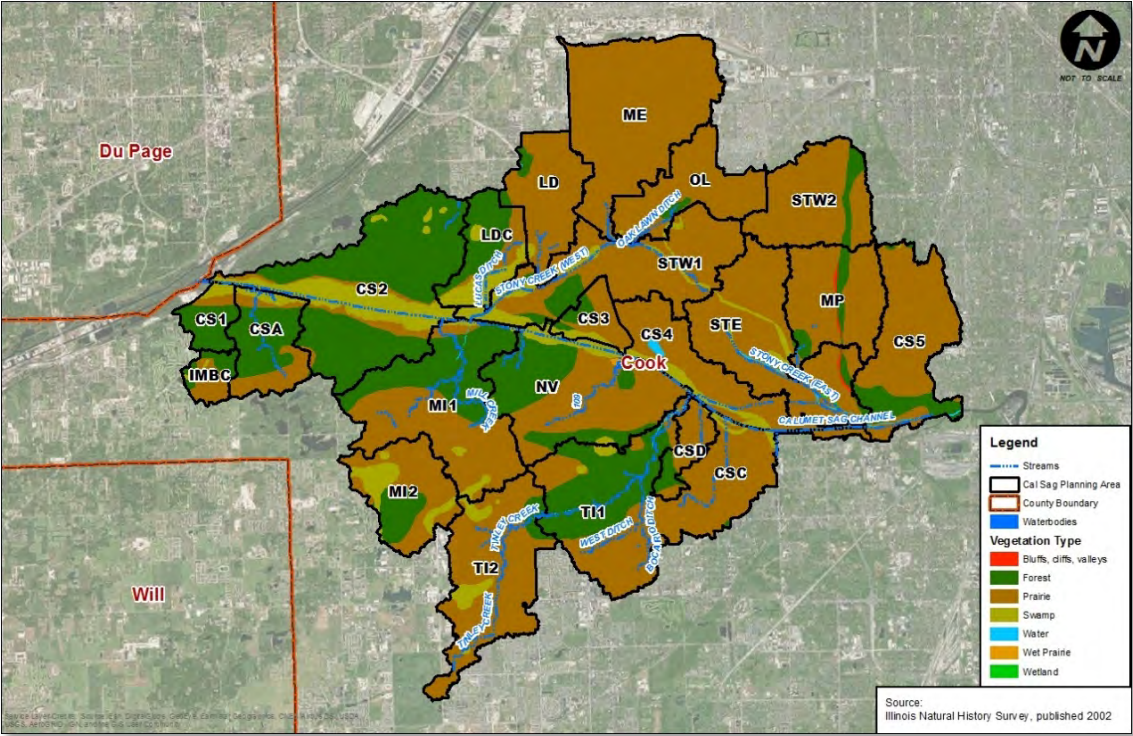 N
NOT TO SCALE
Du Page
ME
LD
OL
STW2
LDC
OAK LAWN DITCH
LUCAS DITCH
STONY CREEK (WEST)
STW1
CS2
CS1
CSA
CS3
CS4
STE
MP
CS5
Cook
IMBC
STONY CREEK (EAST)
NV
MI1
MILL CREEK
CALUMET SAG CHANNEL
CSD
CSC
MI2
TI1
TINLEY CREEK
WEST DITCH
TI2
Will
TINLEY CREEK
Legend
Streams
Cal Sag Planning Area
County Boundary
Waterbodies
Vegetation Type
Bluffs, cliffs, valleys
Forest
Prairie
Swamp
Water
Wet Prairie
Wetland
Source:
Illinois Natural History Survey, published 2002